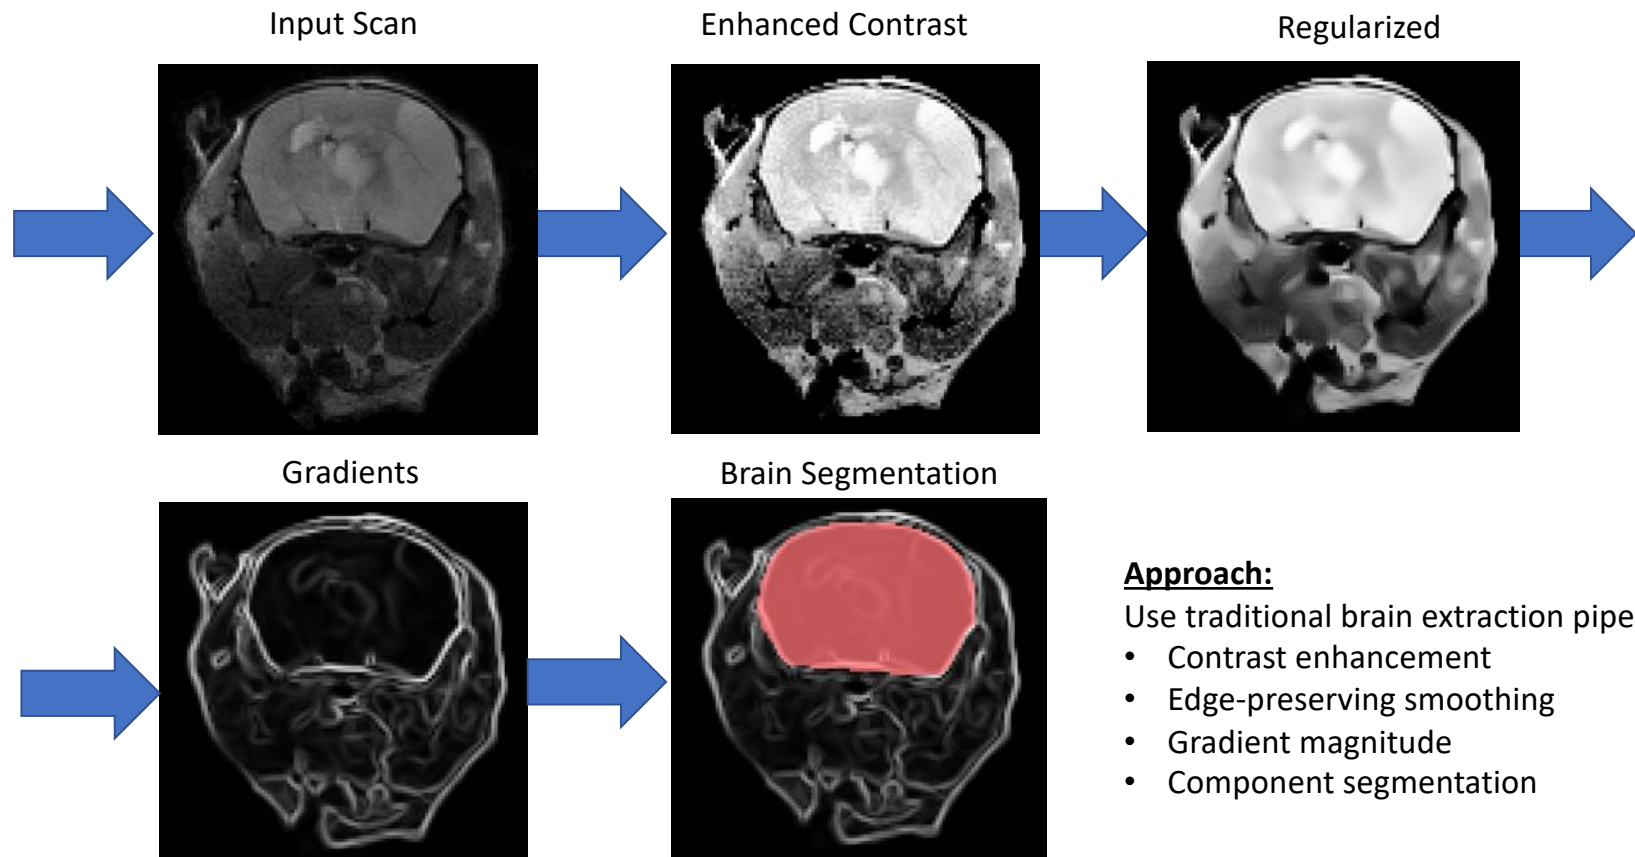 Input Scan
Enhanced Contrast
Regularized
Gradients
Brain Segmentation
Approach:
Use traditional brain extraction pipe
• Contrast enhancement
• Edge-preserving smoothing
• Gradient magnitude
• Component segmentation